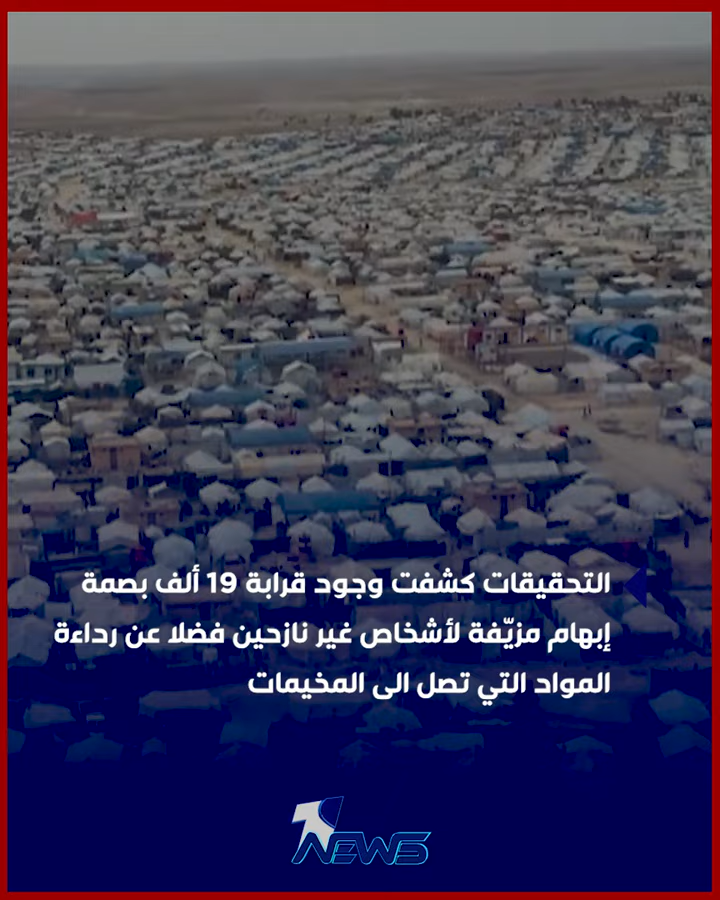 التحقيقات كشفت وجود قرابة 19 ألف بصمة
إبهام مزيّفة لأشخاص غير نازحين فضلا عن رداءة
المواد التي تصل الى المخيمات
1NEWS